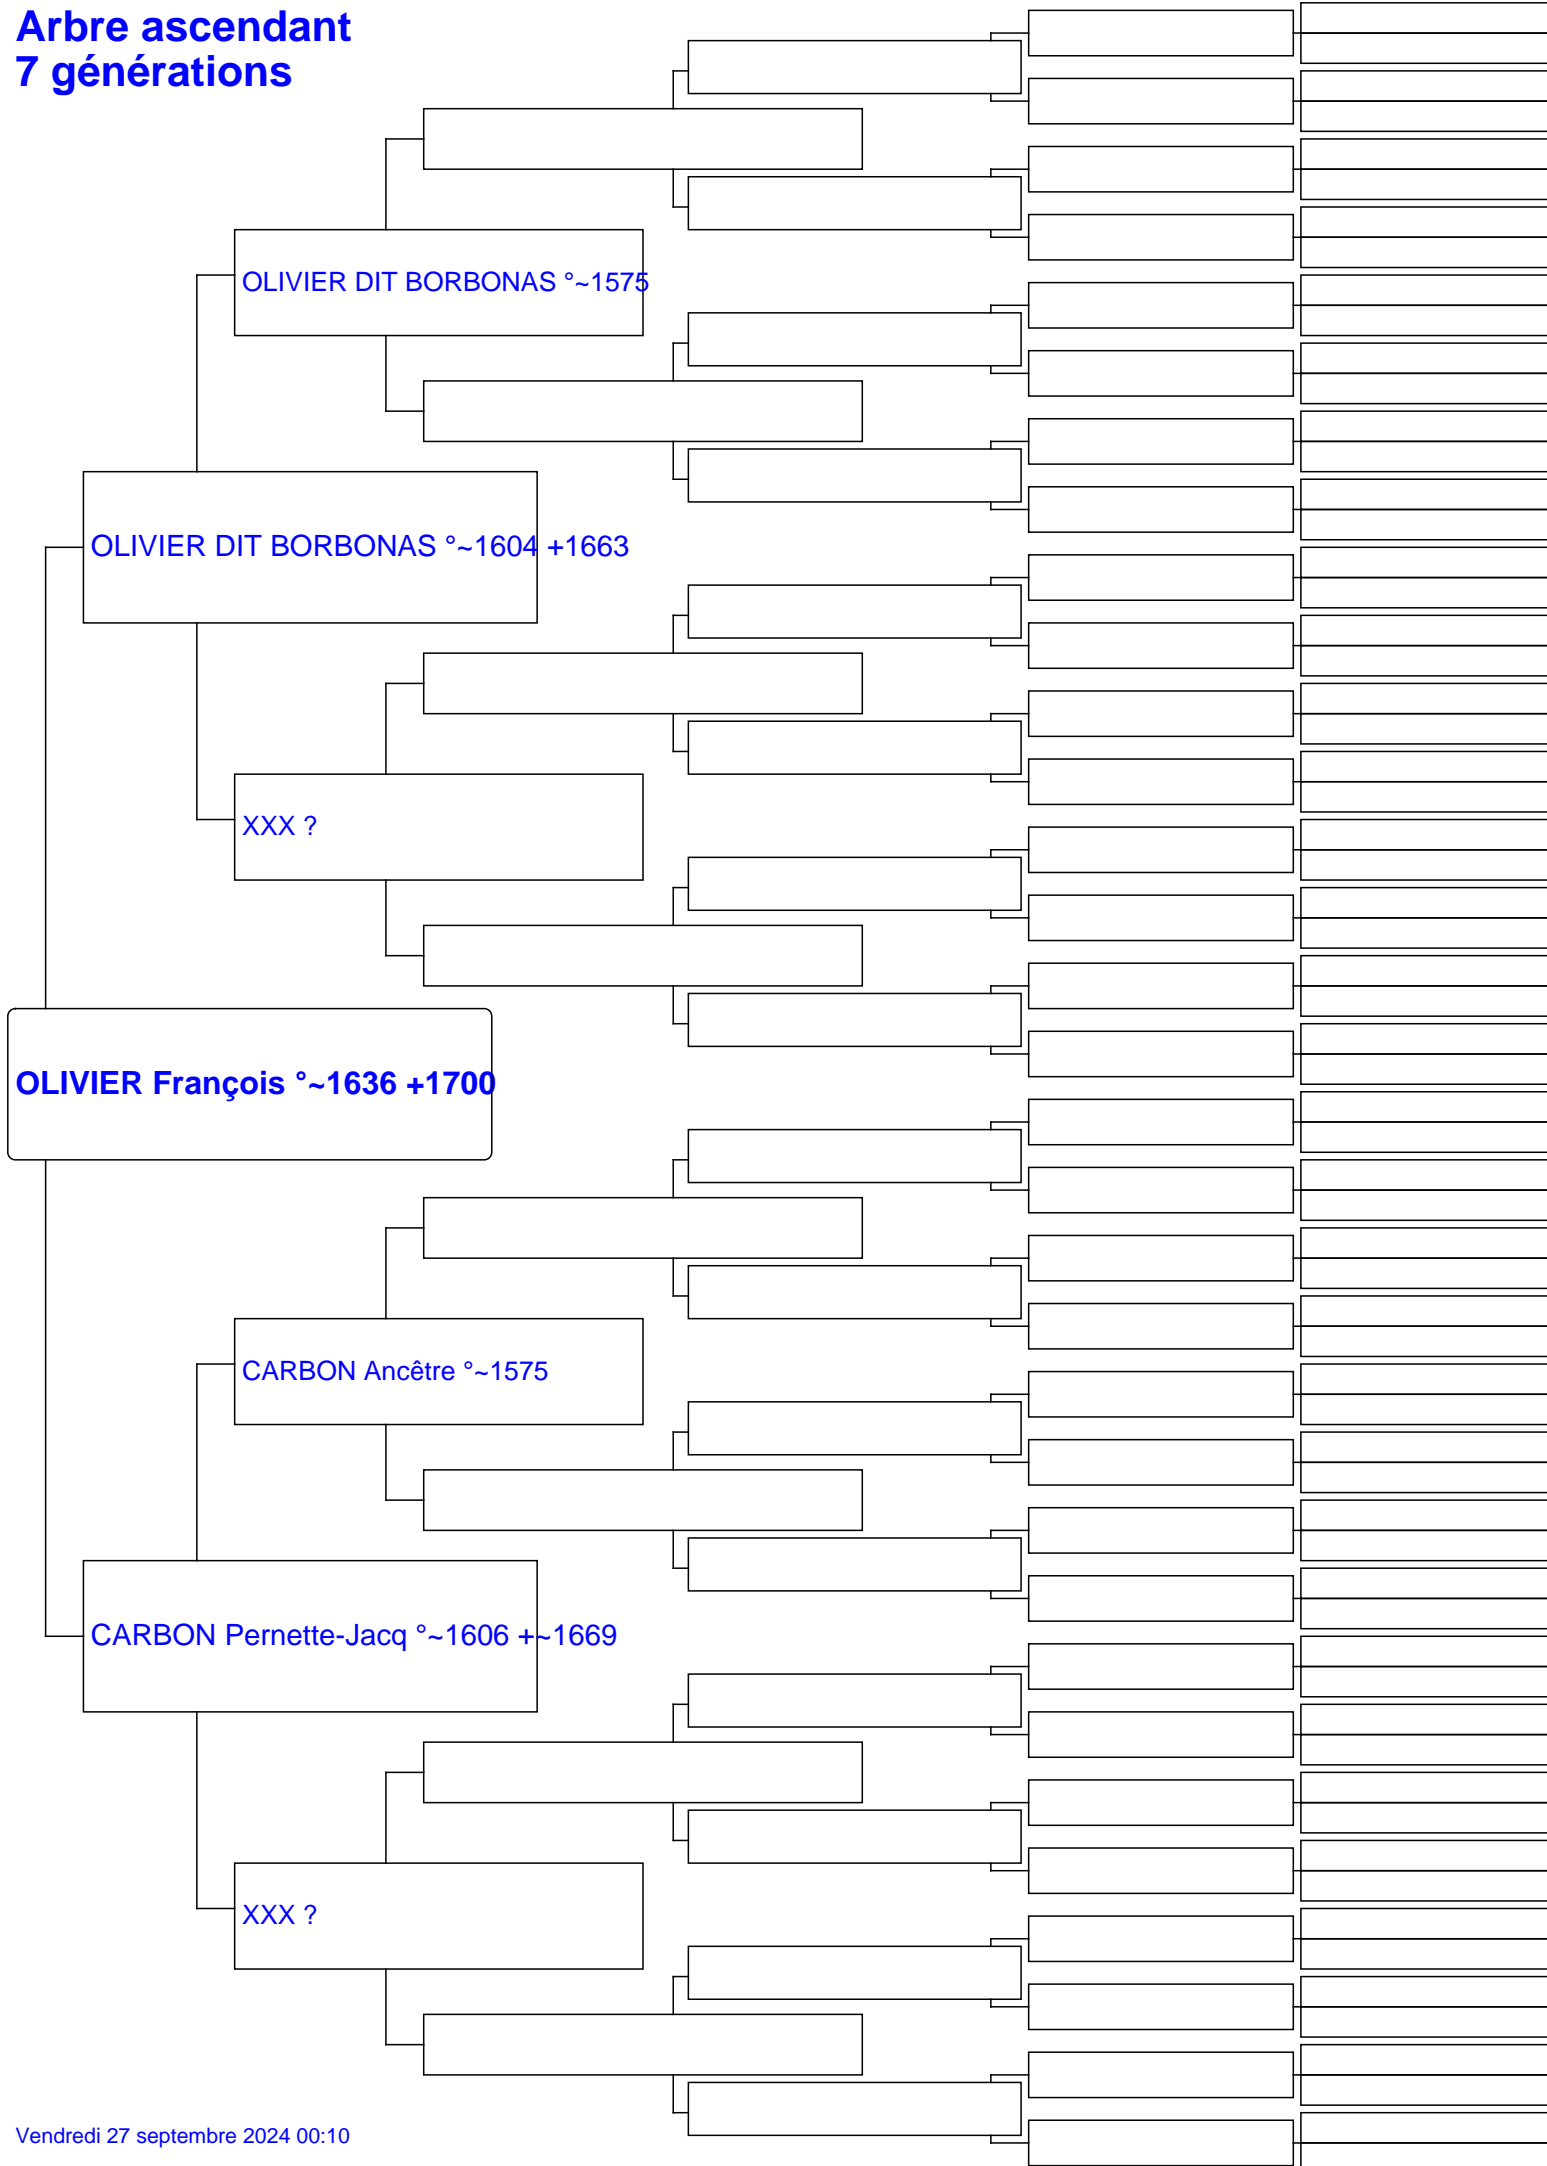 Arbre ascendant
7 générations
OLIVIER DIT BORBONAS °~1575
OLIVIER DIT BORBONAS °~1604 +1663
XXX ?
OLIVIER François °~1636 +1700
CARBON Ancêtre °~1575
CARBON Pernette-Jacq °~1606 +~1669
XXX ?
Vendredi 27 septembre 2024 00:10